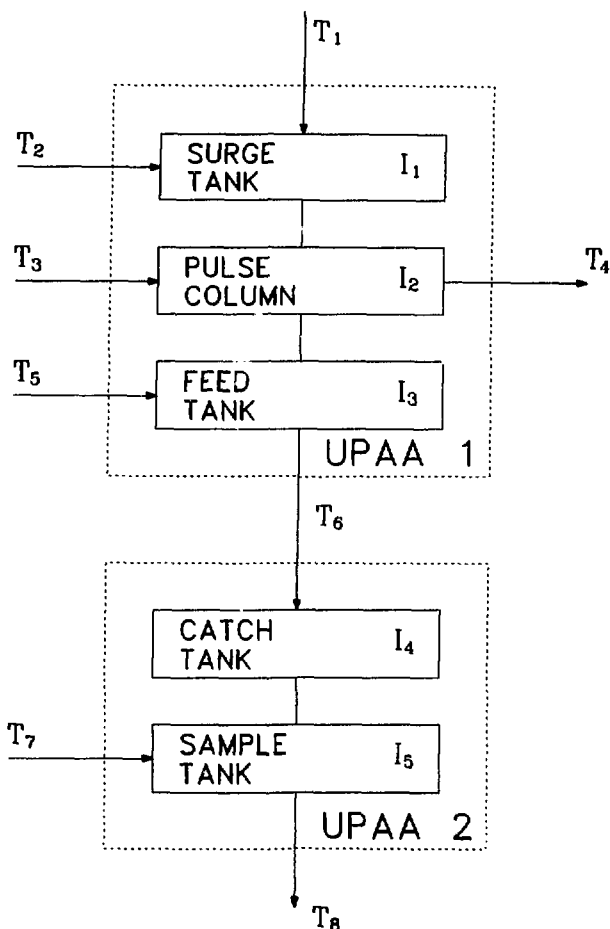 T₁
T₂
SURGE
TANK
I₁
T₃
PULSE
COLUMN
I₂
T₄
T₅
FEED
TANK
I₃
UPAA 1
T₆
CATCH
TANK
I₄
T₇
SAMPLE
TANK
I₅
UPAA 2
T₈